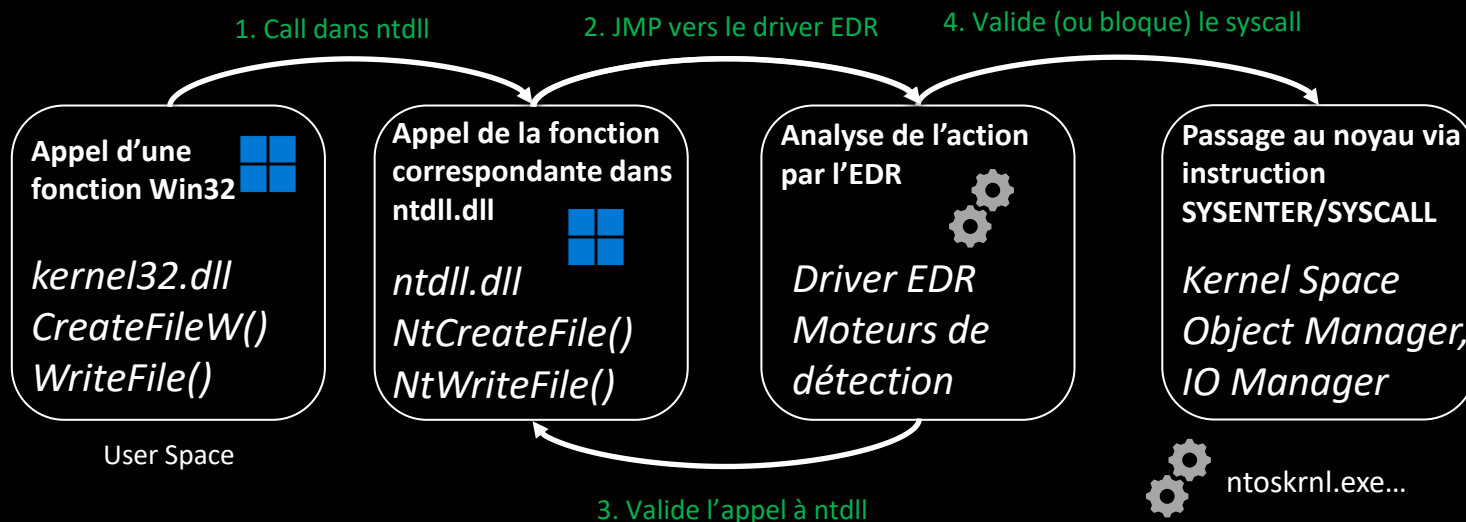 1. Call dans ntdll
2. JMP vers le driver EDR
4. Valide (ou bloque) le syscall
Appel d’une
fonction Win32
kernel32.dll
CreateFileW()
WriteFile()
User Space
Appel de la fonction
correspondante dans
ntdll.dll
ntdll.dll
NtCreateFile()
NtWriteFile()
Analyse de l’action
par l’EDR
Driver EDR
Moteurs de
détection
3. Valide l’appel à ntdll
Passage au noyau via
instruction
SYSENTER/SYSCALL
Kernel Space
Object Manager,
IO Manager
ntoskrnl.exe…